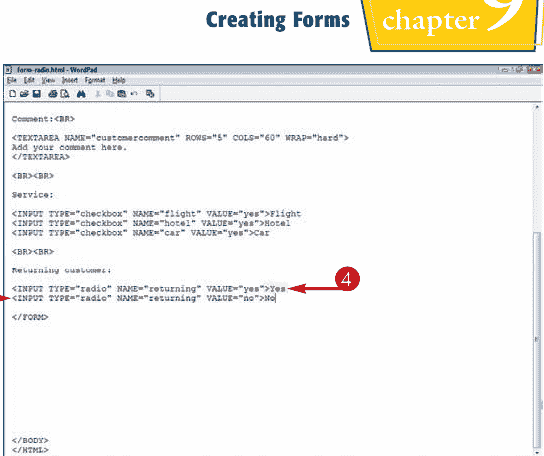 Creating Forms
chapter 9
form-radio.html - WordPad
File Edit View Insert Format Help
Comment:<BR>
<TEXTAREA NAME="customercomment" ROWS="5" COLS="60" WRAP="hard">
Add your comment here.
</TEXTAREA>
<BR><BR>
Service:
<INPUT TYPE="checkbox" NAME="flight" VALUE="yes">Flight
<INPUT TYPE="checkbox" NAME="hotel" VALUE="yes">Hotel
<INPUT TYPE="checkbox" NAME="car" VALUE="yes">Car
<BR><BR>
Returning customer:
<INPUT TYPE="radio" NAME="returning" VALUE="yes">Yes
4
<INPUT TYPE="radio" NAME="returning" VALUE="no">No
</FORM>
</BODY>
</HTML>